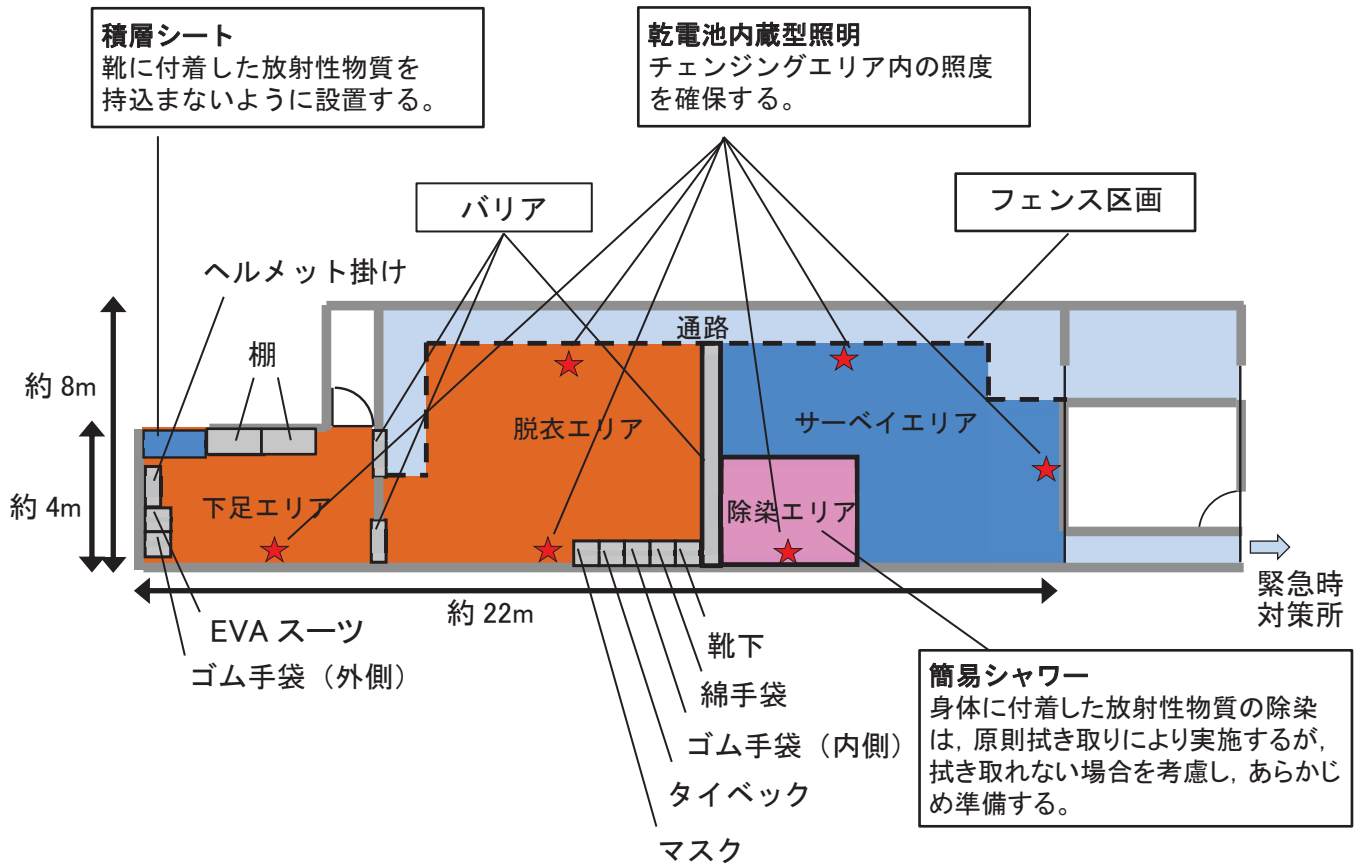 積層シート
靴に付着した放射性物質を
持込まないように設置する。
乾電池内蔵型照明
チェンジングエリア内の照度
を確保する。
バリア
フェンス区画
ヘルメット掛け
通路
棚
約 8m
脱衣エリア
サーベイエリア
約 4m
下足エリア
除染エリア
約 22m
緊急時
対策所
EVA スーツ
ゴム手袋（外側）
靴下
綿手袋
ゴム手袋（内側）
タイベック
マスク
簡易シャワー
身体に付着した放射性物質の除染
は，原則拭き取りにより実施するが，
拭き取れない場合を考慮し，あらかじ
め準備する。